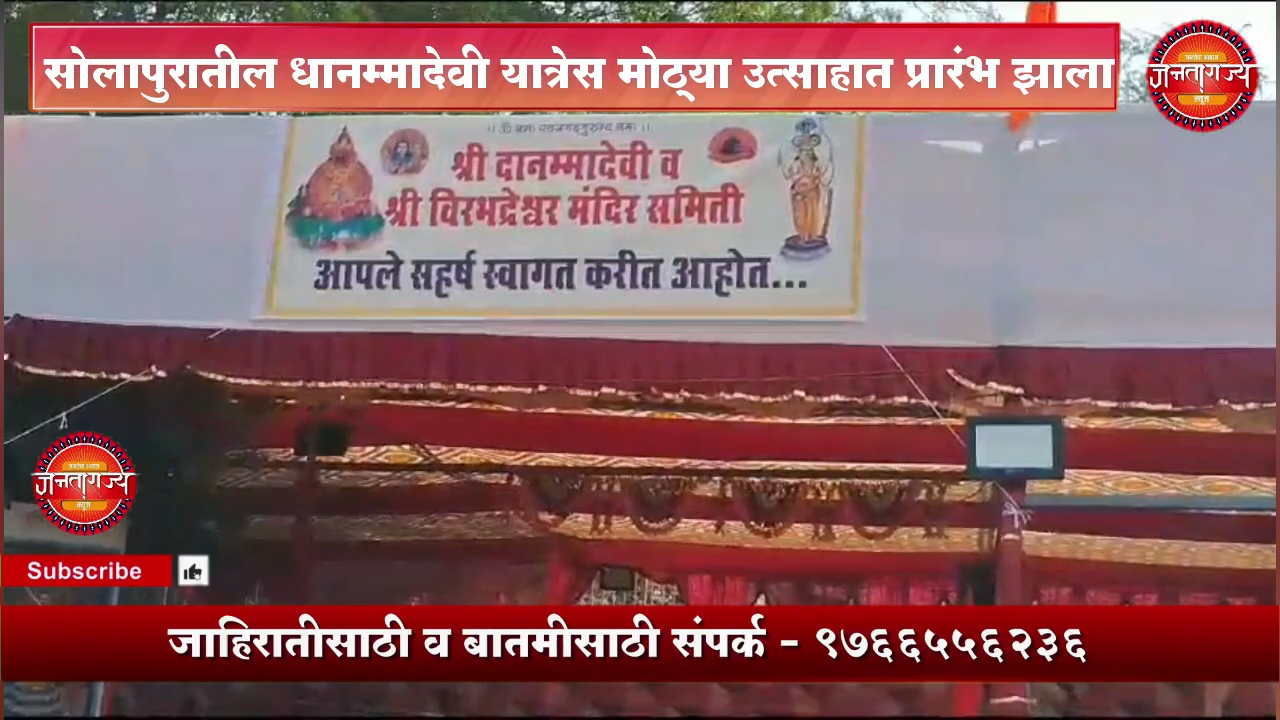 सोलापुरातील धानम्मादेवी यात्रेस मोठ्या उत्साहात प्रारंभ झाला
जनताराज्य
श्री दानम्मादेवी व
श्री विरभद्रेश्वर मंदिर समिती
आपले सहर्ष स्वागत करीत आहोत...
जनताराज्य
Subscribe
जाहिरातीसाठी व बातमीसाठी संपर्क - ९७६६५५६२३६